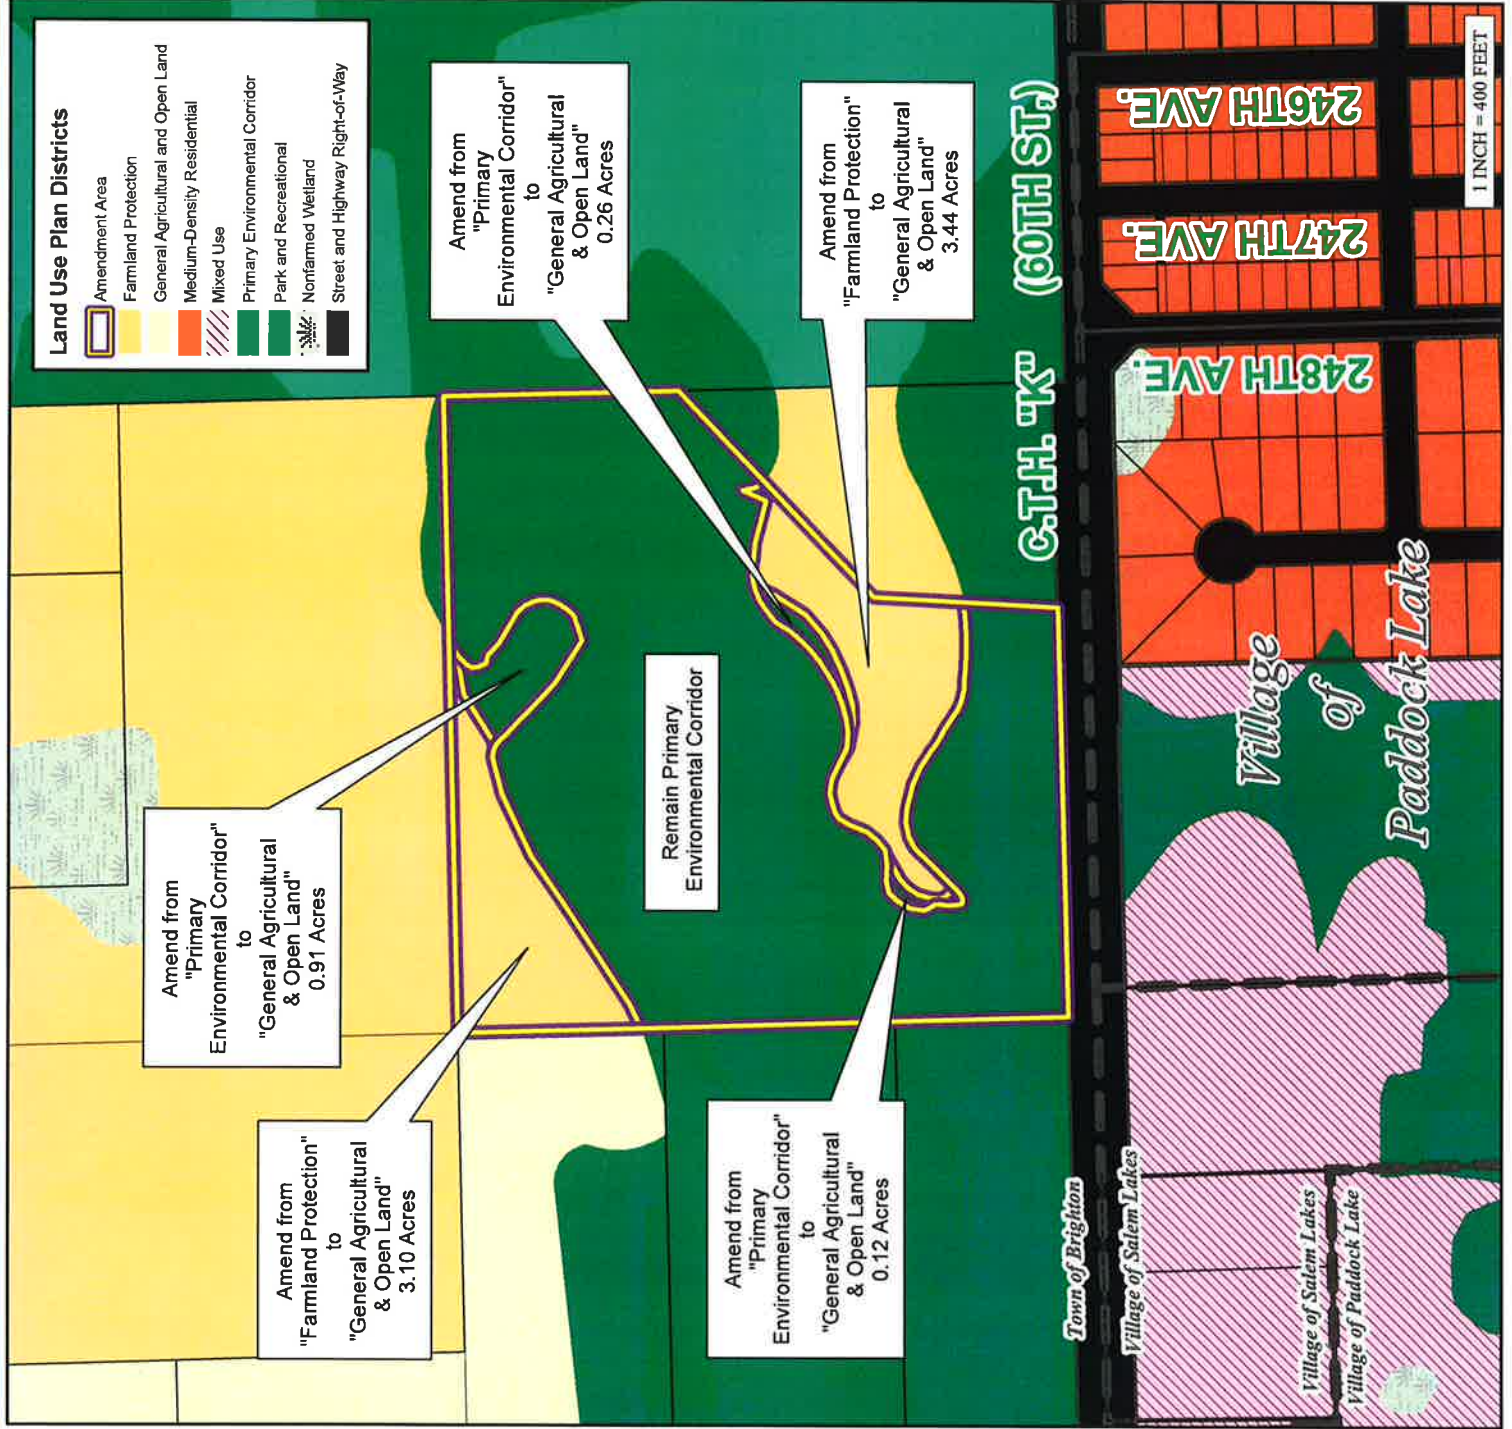 Land Use Plan Districts
Amendment Area
Farmland Protection
General Agricultural and Open Land
Medium-Density Residential
Mixed Use
Primary Environmental Corridor
Park and Recreational
Nonfarmed Wetland
Street and Highway Right-of-Way
Amend from
"Primary
Environmental Corridor"
to
"General Agricultural
& Open Land"
0.26 Acres
Amend from
"Farmland Protection"
to
"General Agricultural
& Open Land"
3.44 Acres
Amend from
"Primary
Environmental Corridor"
to
"General Agricultural
& Open Land"
0.91 Acres
Remain Primary
Environmental Corridor
Amend from
"Farmland Protection"
to
"General Agricultural
& Open Land"
3.10 Acres
Amend from
"Primary
Environmental Corridor"
to
"General Agricultural
& Open Land"
0.12 Acres
C.T.H. "K" (60TH ST.)
246TH AVE.
247TH AVE.
248TH AVE.
Village
of
Paddock Lake
Town of Brighton
Village of Salem Lakes
Village of Salem Lakes
Village of Paddock Lake
1 INCH = 400 FEET